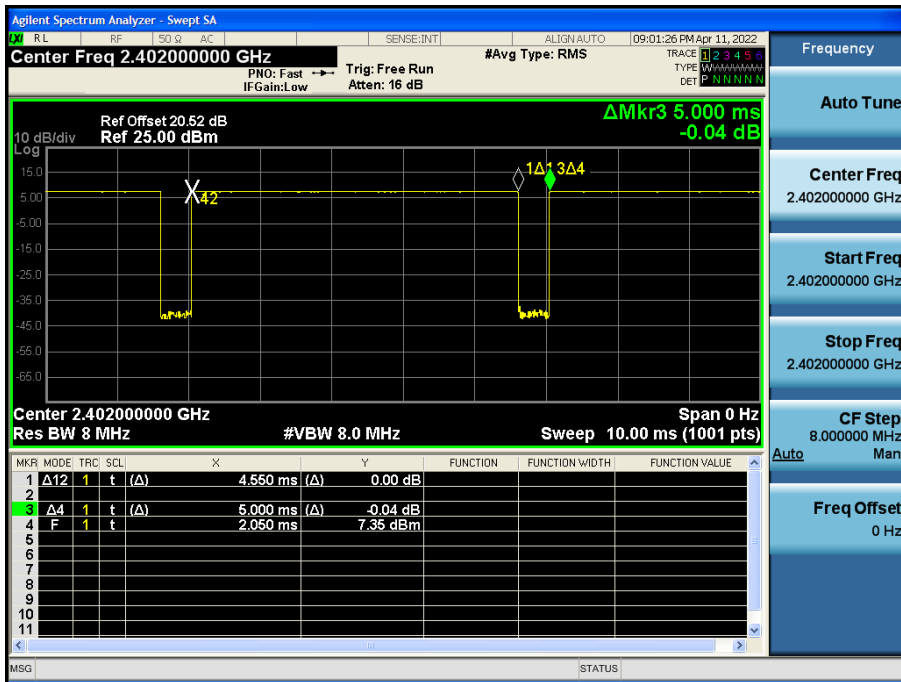 Agilent Spectrum Analyzer - Swept SA
LXI RL RF 50 Ω AC SENSE:INT ALIGN AUTO 09:01:26 PM Apr 11, 2022
Center Freq 2.402000000 GHz
#Avg Type: RMS
TRACE 1 2 3 4 5 6
PNO: Fast Trig: Free Run
TYPE WWWWWW
IFGain:Low Atten: 16 dB
DET P N N N N N
Frequency
ΔMkr3 5.000 ms
-0.04 dB
Ref Offset 20.52 dB
10 dB/div Ref 25.00 dBm
Log
15.0
5.00
-5.00
-15.0
-25.0
-35.0
-45.0
-55.0
-65.0
X42
1Δ 3Δ4
Center 2.402000000 GHz Span 0 Hz
Res BW 8 MHz #VBW 8.0 MHz Sweep 10.00 ms (1001 pts)
MKR MODE TRC SCL X Y FUNCTION FUNCTION WIDTH FUNCTION VALUE
1 Δ12 1 t (Δ) 4.550 ms (Δ) 0.00 dB
2
3 Δ4 1 t (Δ) 5.000 ms (Δ) -0.04 dB
4 F 1 t 2.050 ms 7.35 dBm
5
6
7
8
9
10
11
MSG STATUS
Auto Tune
Center Freq
2.402000000 GHz
Start Freq
2.402000000 GHz
Stop Freq
2.402000000 GHz
CF Step
8.000000 MHz
Auto Man
Freq Offset
0 Hz